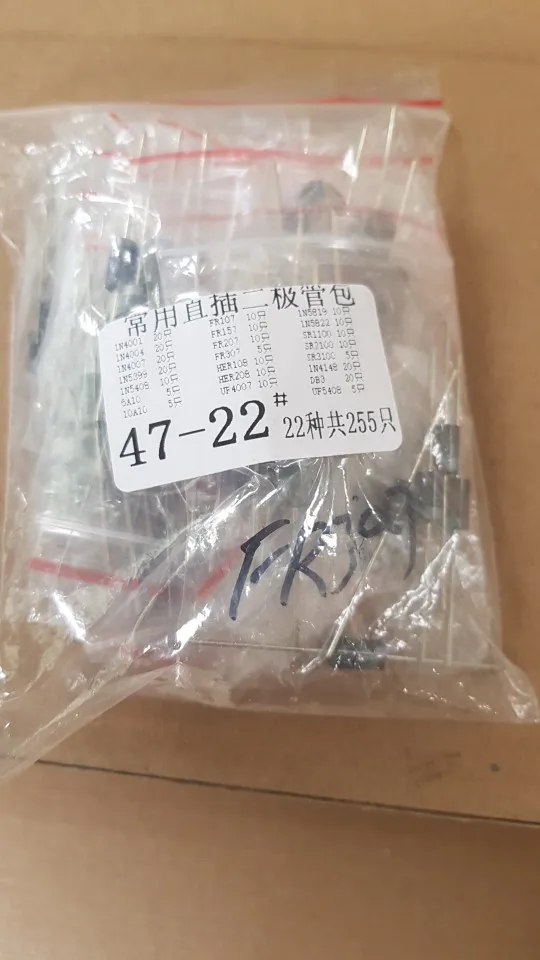 常用直插二极管包
1N4001 20只 FR107 10只 1N5819 10只
1N4004 20只 FR157 10只 1N5822 10只
1N4007 20只 FR207 10只 SR1100 10只
1N5399 20只 FR307 5只 SR2100 10只
1N5408 10只 HER108 10只 SR3100 5只
6A10 5只 HER208 10只 1N4148 20只
10A10 5只 UF4007 10只 DB3 20只
UF5408 5只
47-22# 22种共255只